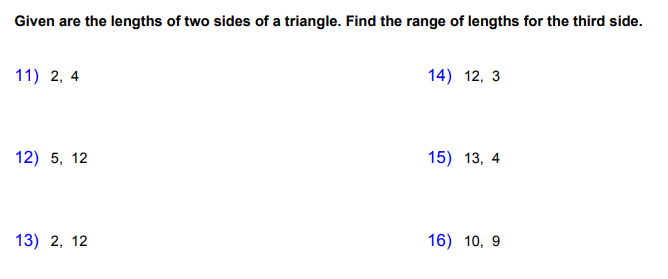 Given are the lengths of two sides of a triangle. Find the range of lengths for the third side.
11) 2, 4
14) 12, 3
12) 5, 12
15) 13, 4
13) 2, 12
16) 10, 9